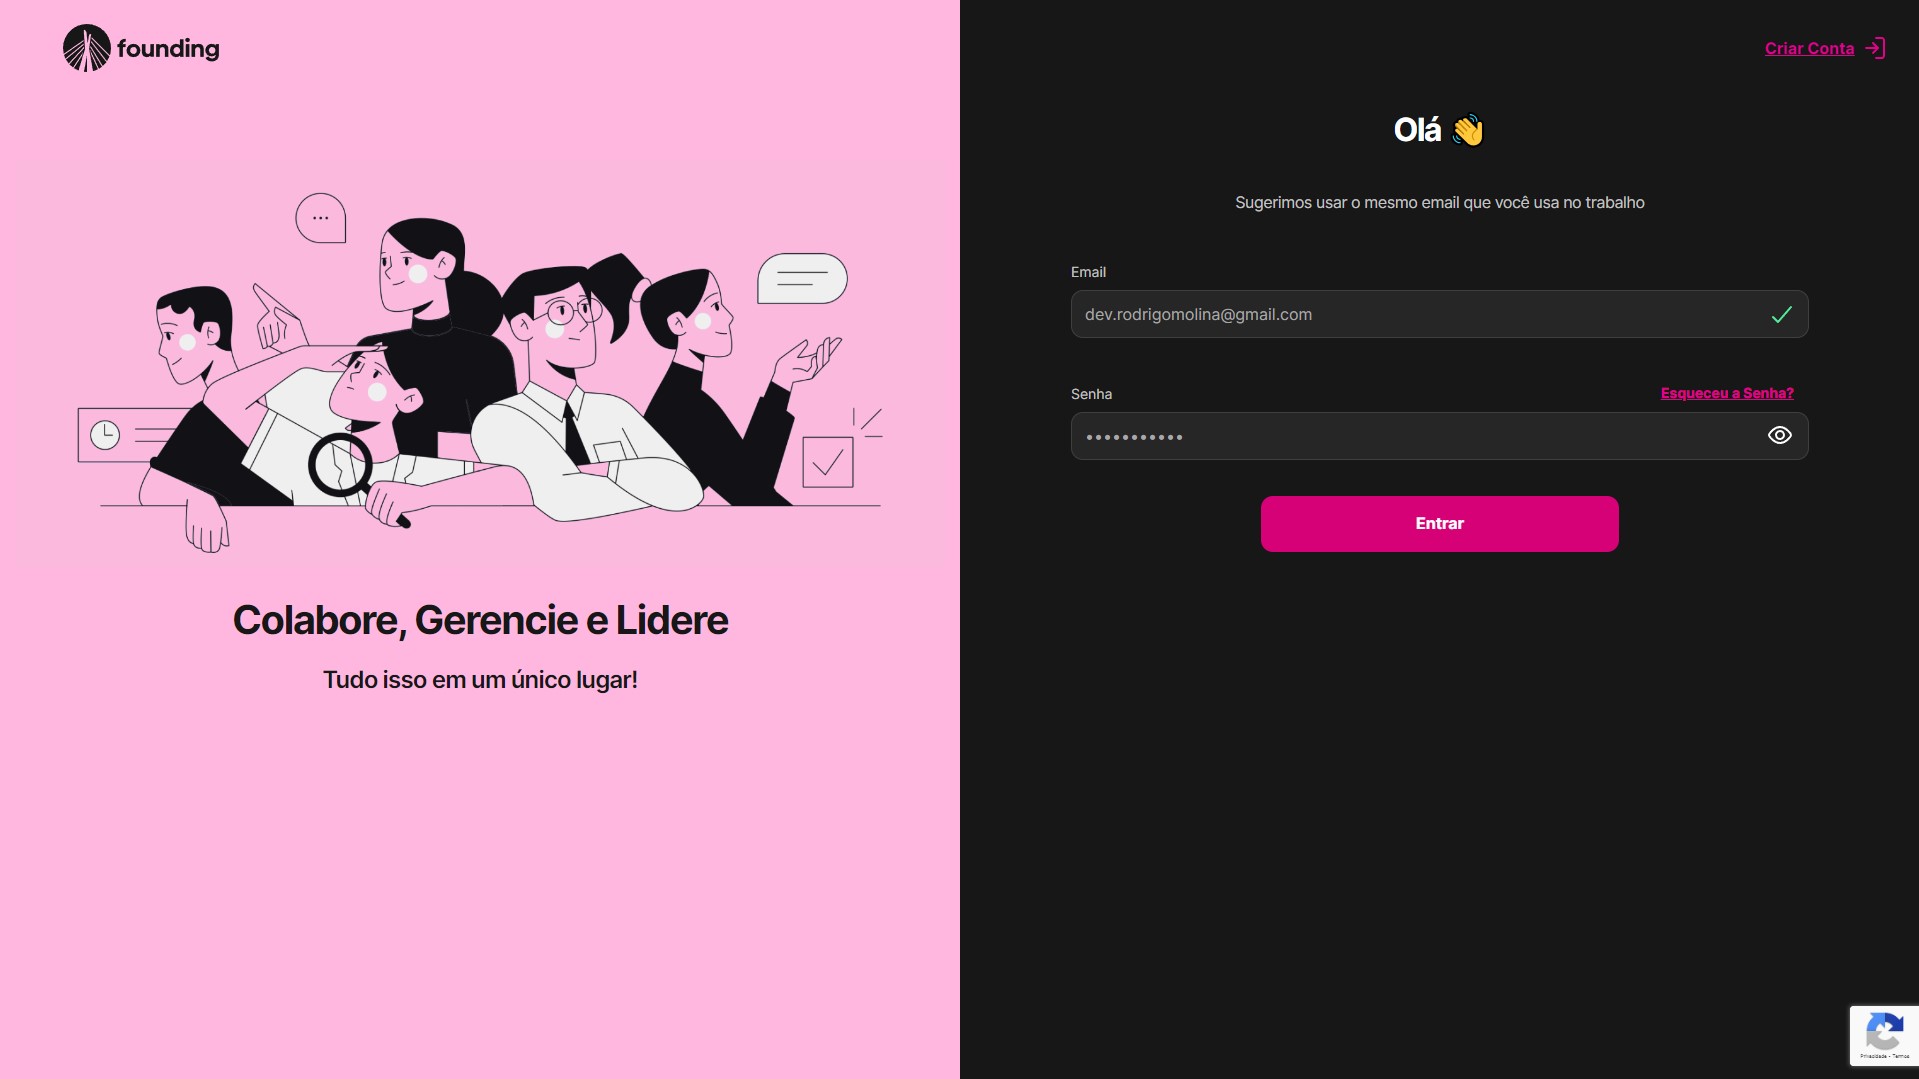 founding
Criar Conta
Olá 👋
Sugerimos usar o mesmo email que você usa no trabalho
Email
dev.rodrigomolina@gmail.com
Senha
Esqueceu a Senha?
•••••••••••
Entrar
Colabore, Gerencie e Lidere
Tudo isso em um único lugar!
Privacidade - Termos